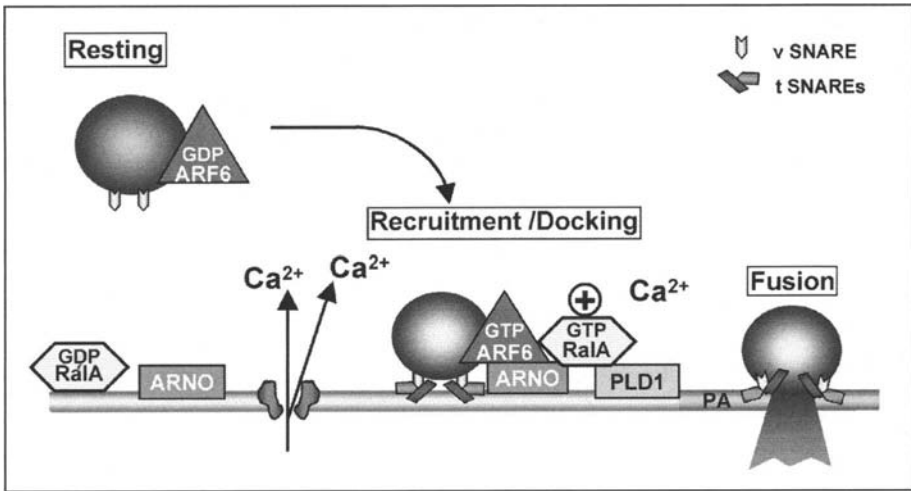 Resting
v SNARE
t SNAREs
GDP
ARF6
Recruitment /Docking
Ca2+
Ca2+
Ca2+
Fusion
GDP
RalA
ARNO
GTP
ARF6
ARNO
+
GTP
RalA
PLD1
PA